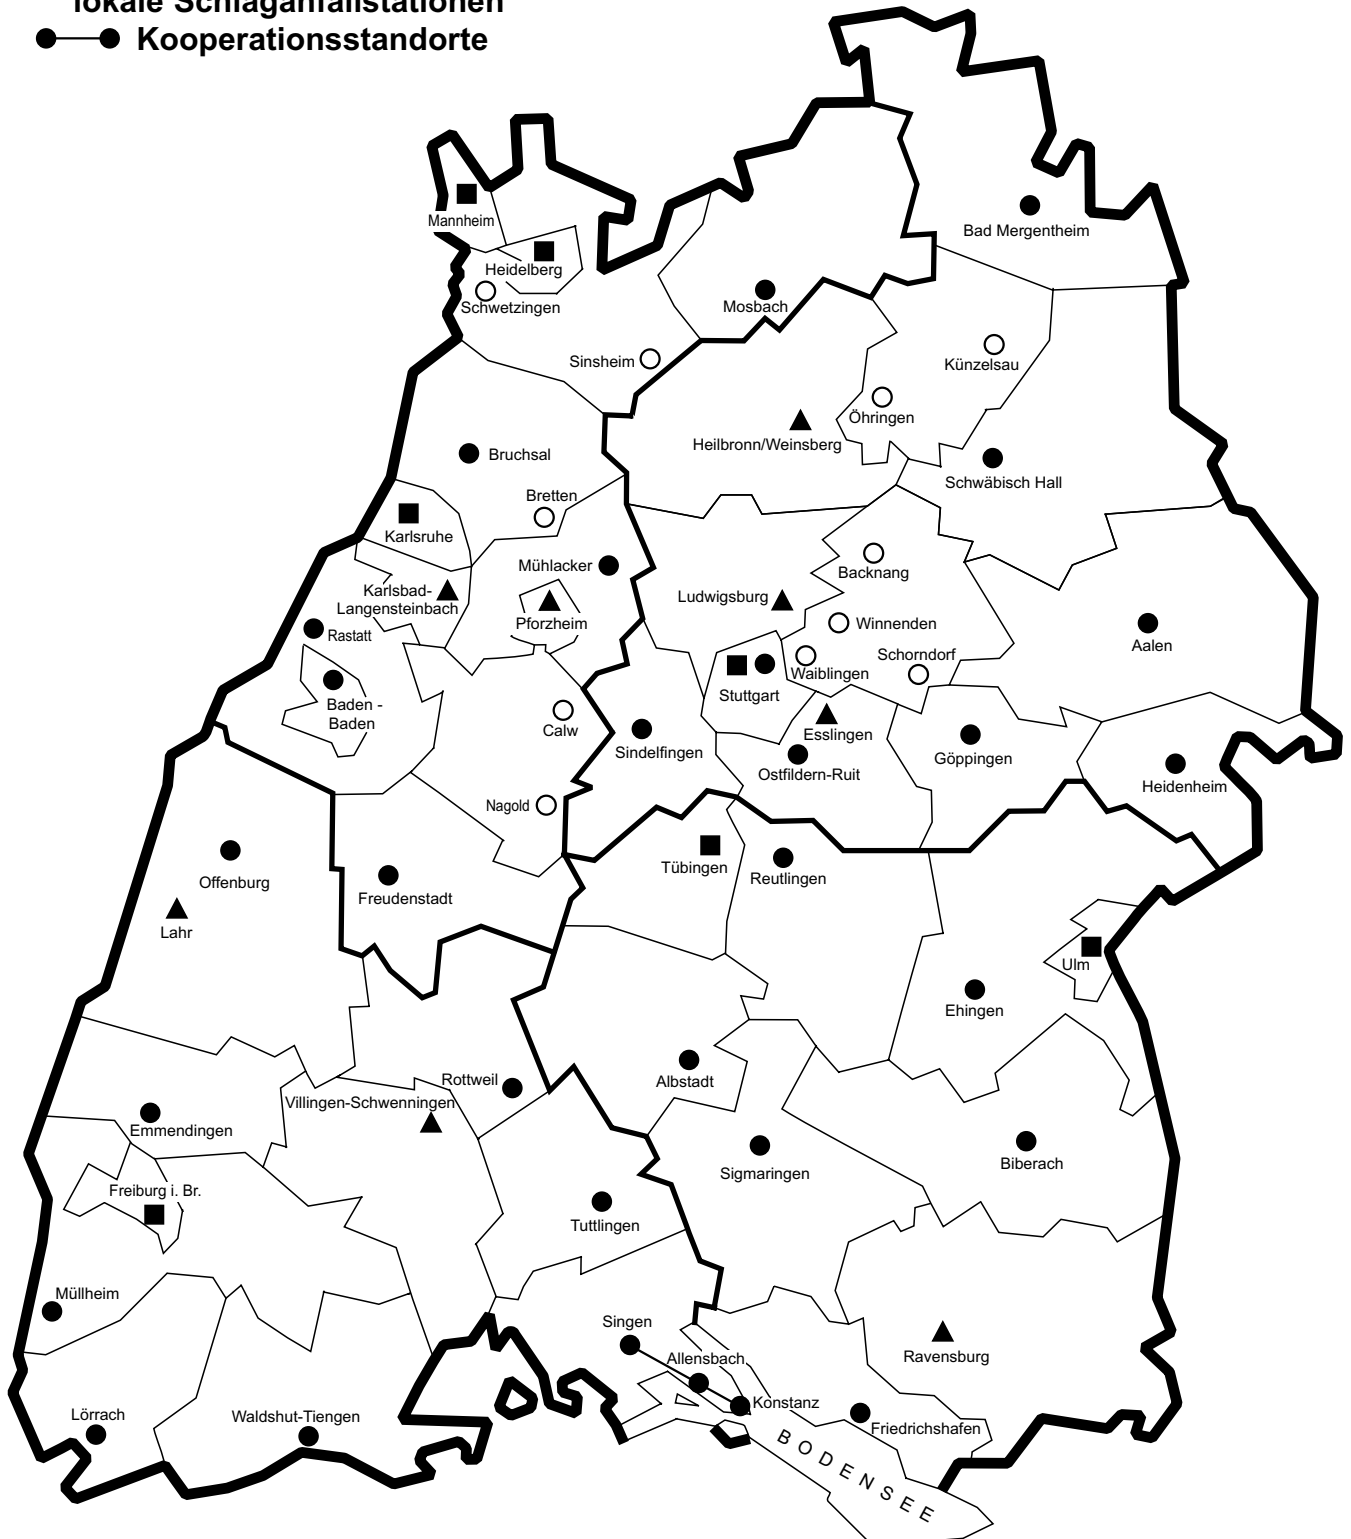 lokale Schlaganfallstationen
Kooperationsstandorte
Mannheim
Bad Mergentheim
Heidelberg
Schwetzingen
Mosbach
Sinsheim
Künzelsau
Öhringen
Heilbronn/Weinsberg
Bruchsal
Schwäbisch Hall
Bretten
Karlsruhe
Mühlacker
Backnang
Karlsbad-
Langensteinbach
Ludwigsburg
Pforzheim
Winnenden
Rastatt
Aalen
Schorndorf
Waiblingen
Stuttgart
Baden -
Baden
Calw
Esslingen
Sindelfingen
Göppingen
Ostfildern-Ruit
Heidenheim
Nagold
Tübingen
Reutlingen
Offenburg
Freudenstadt
Lahr
Ulm
Ehingen
Rottweil
Albstadt
Villingen-Schwenningen
Emmendingen
Biberach
Sigmaringen
Freiburg i. Br.
Tuttlingen
Müllheim
Singen
Ravensburg
Allensbach
Konstanz
Lörrach
Waldshut-Tiengen
Friedrichshafen
BODENSEE